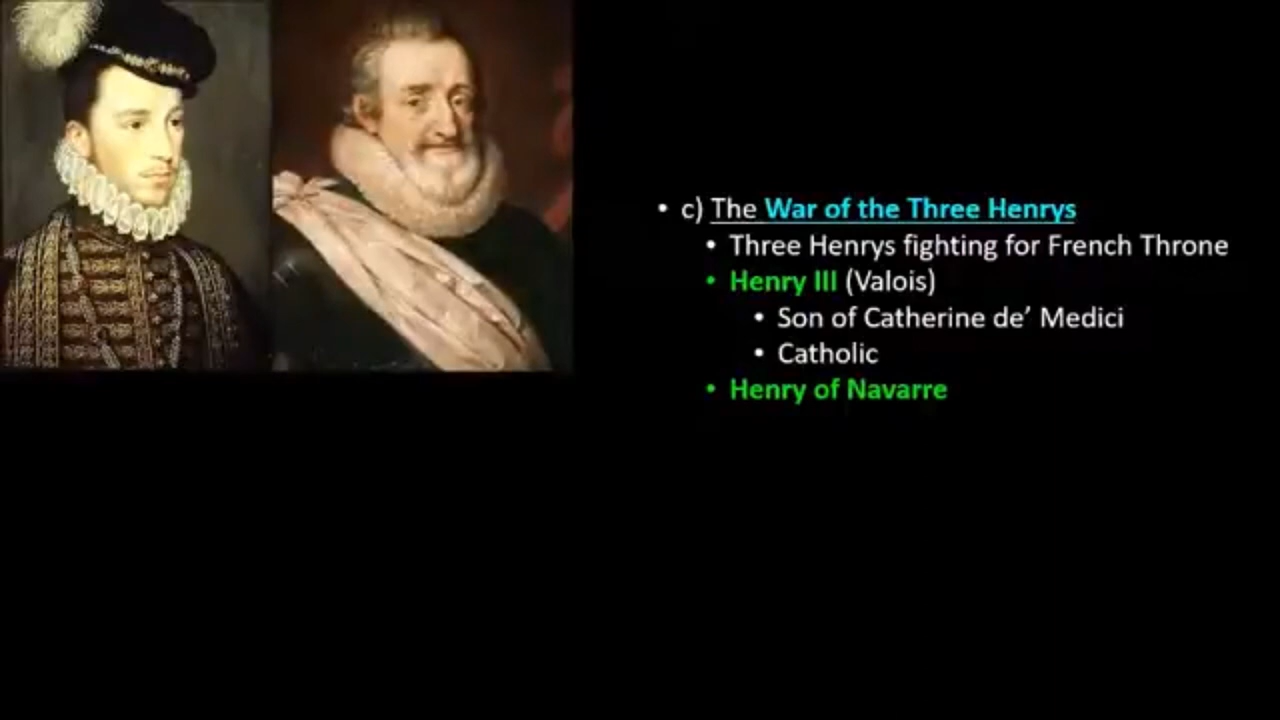 • c) The War of the Three Henrys
• Three Henrys fighting for French Throne
• Henry III (Valois)
• Son of Catherine de’ Medici
• Catholic
• Henry of Navarre